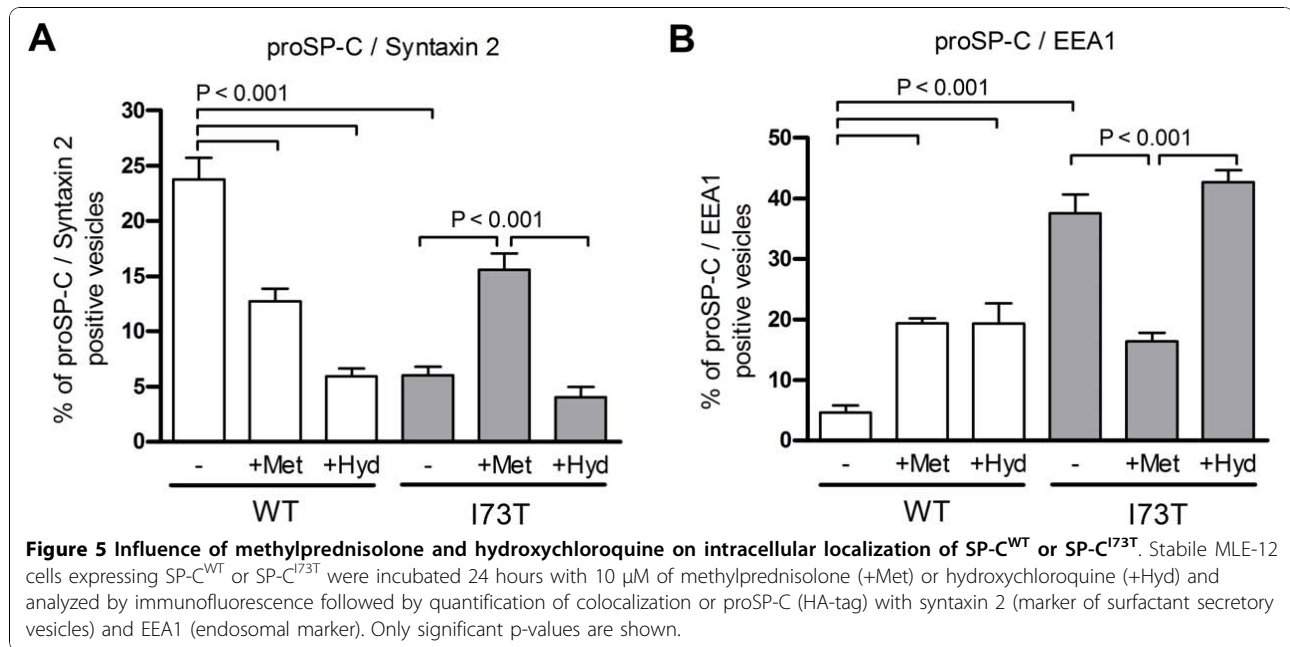 A
proSP-C / Syntaxin 2
P < 0.001
30
25
20
15
10
5
0
% of proSP-C / Syntaxin 2
positive vesicles
P < 0.001
- +Met +Hyd - +Met +Hyd
WT I73T
B
proSP-C / EEA1
P < 0.001
50
40
30
20
10
0
% of proSP-C / EEA1
positive vesicles
P < 0.001
- +Met +Hyd - +Met +Hyd
WT I73T
Figure 5 Influence of methylprednisolone and hydroxychloroquine on intracellular localization of SP-C^WT or SP-C^I73T. Stabile MLE-12
cells expressing SP-C^WT or SP-C^I73T were incubated 24 hours with 10 μM of methylprednisolone (+Met) or hydroxychloroquine (+Hyd) and
analyzed by immunofluorescence followed by quantification of colocalization or proSP-C (HA-tag) with syntaxin 2 (marker of surfactant secretory
vesicles) and EEA1 (endosomal marker). Only significant p-values are shown.